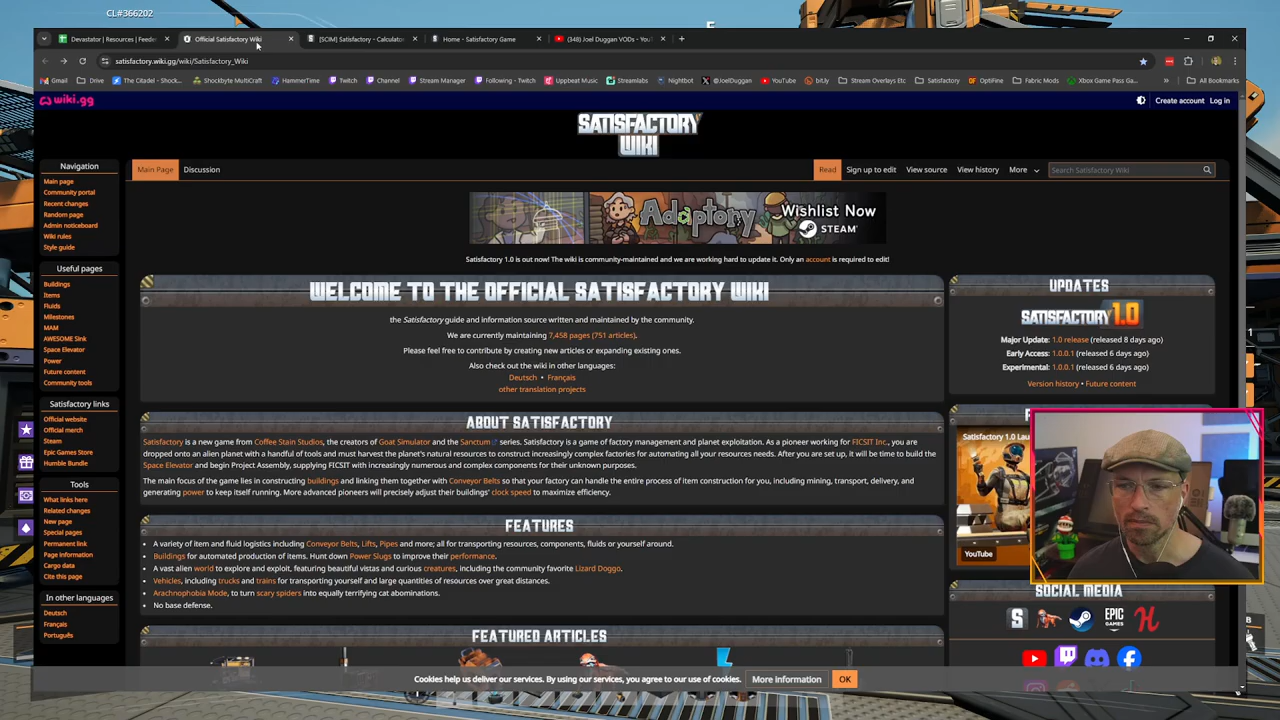 CL#366202
Devastator | Resources | Feede
Official Satisfactory Wiki
[SCIM] Satisfactory - Calculato
Home - Satisfactory Game
(348) Joel Duggan VODs - You
satisfactory.wiki.gg/wiki/Satisfactory_Wiki
Gmail
Drive
The Citadel - Shock...
Shockbyte MultiCraft
HammerTime
Twitch
Channel
Stream Manager
Following - Twitch
Uppbeat Music
Streamlabs
Nightbot
@JoelDuggan
YouTube
bit.ly
Stream Overlays Etc
Satisfactory
OptiFine
Fabric Mods
Xbox Game Pass Ga...
All Bookmarks
wiki.gg
Create account
Log in
SATISFACTORY
WIKI
Navigation
Main page
Community portal
Recent changes
Random page
Admin noticeboard
Wiki rules
Style guide
Useful pages
Buildings
Items
Fluids
Milestones
MAM
AWESOME Sink
Space Elevator
Power
Future content
Community tools
Satisfactory links
Official website
Official merch
Steam
Epic Games Store
Humble Bundle
Tools
What links here
Related changes
New page
Special pages
Permanent link
Page information
Cargo data
Cite this page
In other languages
Deutsch
Français
Português
Main Page
Discussion
Read
Sign up to edit
View source
View history
More
Search Satisfactory Wiki
Adaptory
Wishlist Now
STEAM
Satisfactory 1.0 is out now! The wiki is community-maintained and we are working hard to update it. Only an account is required to edit!
WELCOME TO THE OFFICIAL SATISFACTORY WIKI
the Satisfactory guide and information source written and maintained by the community.
We are currently maintaining 7,458 pages (751 articles).
Please feel free to contribute by creating new articles or expanding existing ones.
Also check out the wiki in other languages:
Deutsch • Français
other translation projects
ABOUT SATISFACTORY
Satisfactory is a new game from Coffee Stain Studios, the creators of Goat Simulator and the Sanctum series. Satisfactory is a game of factory management and planet exploitation. As a pioneer working for FICSIT Inc., you are
dropped onto an alien planet with a handful of tools and must harvest the planet's natural resources to construct increasingly complex factories for automating all your resources needs. After you are set up, it will be time to build the
Space Elevator and begin Project Assembly, supplying FICSIT with increasingly numerous and complex components for their unknown purposes.
The main focus of the game lies in constructing buildings and linking them together with Conveyor Belts so that your factory can handle the entire process of item construction for you, including mining, transport, delivery, and
generating power to keep itself running. More advanced pioneers will precisely adjust their buildings' clock speed to maximize efficiency.
FEATURES
• A variety of item and fluid logistics including Conveyor Belts, Lifts, Pipes and more; all for transporting resources, components, fluids or yourself around.
• Buildings for automated production of items. Hunt down Power Slugs to improve their performance.
• A vast alien world to explore and exploit, featuring beautiful vistas and curious creatures, including the community favorite Lizard Doggo.
• Vehicles, including trucks and trains for transporting yourself and large quantities of resources over great distances.
• Arachnophobia Mode, to turn scary spiders into equally terrifying cat abominations.
• No base defense.
FEATURED ARTICLES
UPDATES
SATISFACTORY 1.0
Major Update: 1.0 release (released 8 days ago)
Early Access: 1.0.0.1 (released 6 days ago)
Experimental: 1.0.0.1 (released 6 days ago)
Version history • Future content
Satisfactory 1.0 Lau
YouTube
SOCIAL MEDIA
EPIC
GAMES
Cookies help us deliver our services. By using our services, you agree to our use of cookies.
More information
OK